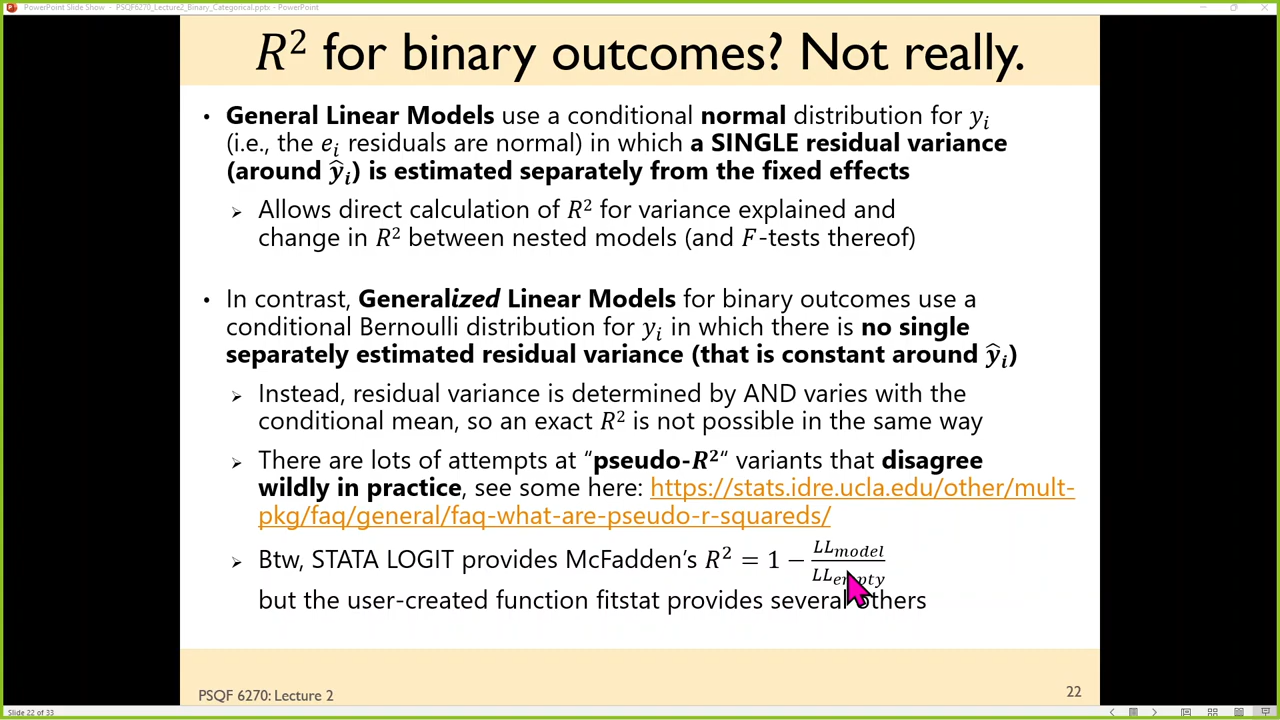 PowerPoint Slide Show - PSQF6270_Lecture2_Binary_Categorical.pptx - PowerPoint
R² for binary outcomes? Not really.
• General Linear Models use a conditional normal distribution for yᵢ
(i.e., the eᵢ residuals are normal) in which a SINGLE residual variance
(around ŷᵢ) is estimated separately from the fixed effects
➢ Allows direct calculation of R² for variance explained and
change in R² between nested models (and F-tests thereof)
• In contrast, Generalized Linear Models for binary outcomes use a
conditional Bernoulli distribution for yᵢ in which there is no single
separately estimated residual variance (that is constant around ŷᵢ)
➢ Instead, residual variance is determined by AND varies with the
conditional mean, so an exact R² is not possible in the same way
➢ There are lots of attempts at “pseudo-R²“ variants that disagree
wildly in practice, see some here: https://stats.idre.ucla.edu/other/mult-
pkg/faq/general/faq-what-are-pseudo-r-squareds/
➢ Btw, STATA LOGIT provides McFadden’s R² = 1 − LL_model / LL_empty
but the user-created function fitstat provides several others
PSQF 6270: Lecture 2
22
Slide 22 of 33